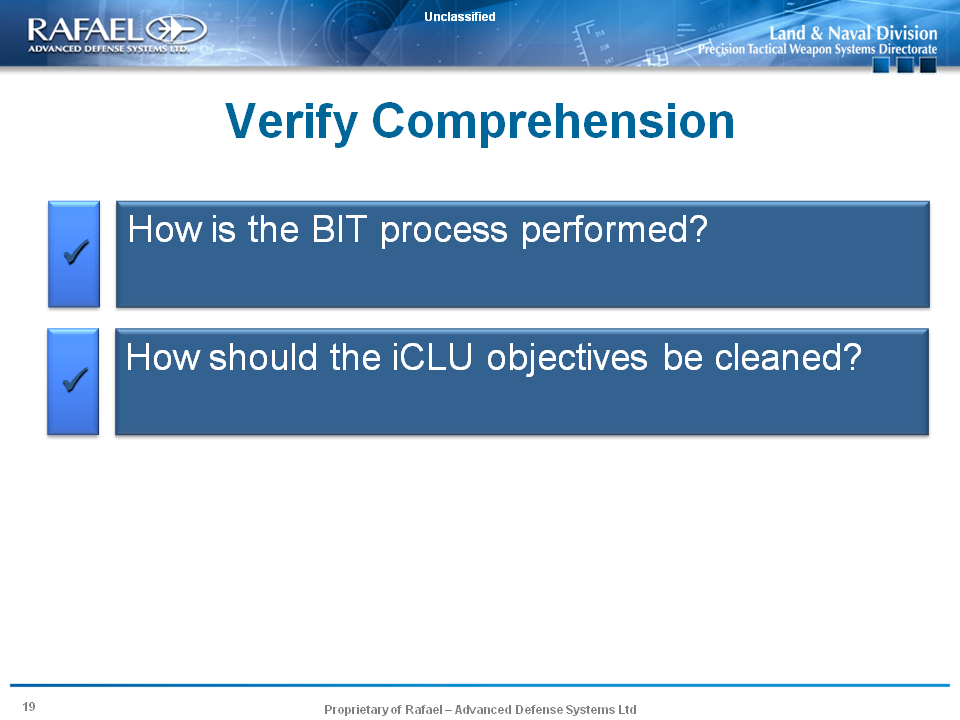 Unclassified
RAFAEL
ADVANCED DEFENSE SYSTEMS LTD.
Land & Naval Division
Precision Tactical Weapon Systems Directorate
Verify Comprehension
How is the BIT process performed?
How should the iCLU objectives be cleaned?
19
Proprietary of Rafael – Advanced Defense Systems Ltd